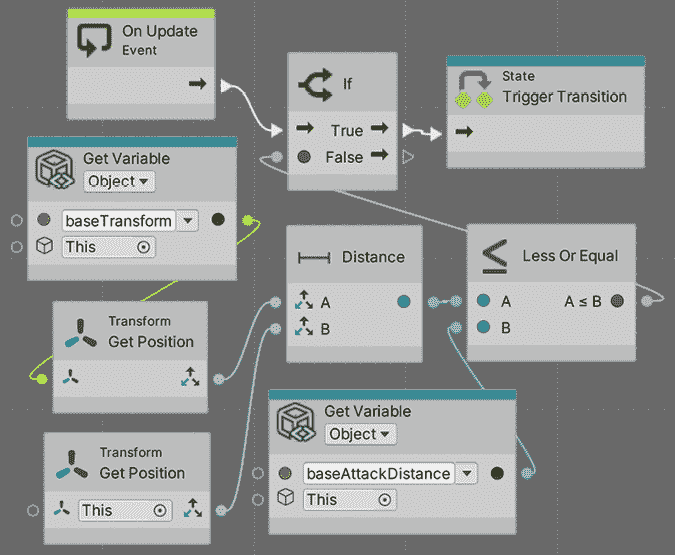 On Update
Event
If
True
False
State
Trigger Transition
Get Variable
Object
baseTransform
This
Distance
A
B
Less Or Equal
A A ≤ B
B
Transform
Get Position
Get Variable
Object
baseAttackDistance
This
Transform
Get Position
This